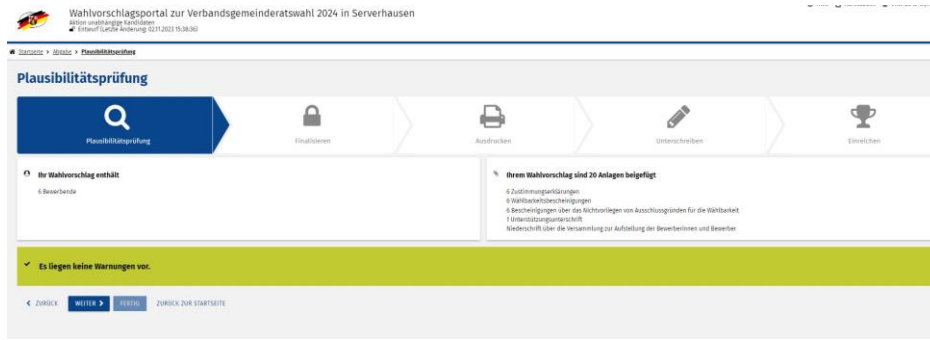 Wahlvorschlagsportal zur Verbandsgemeinderatswahl 2024 in Serverhausen
Aktion unabhängige Kandidaten
Entwurf (Letzte Änderung: 02.11.2023 15:38:36)
Startseite > Abgabe > Plausibilitätsprüfung
Plausibilitätsprüfung
Plausibilitätsprüfung
Finalisieren
Ausdrucken
Unterschreiben
Einreichen
Ihr Wahlvorschlag enthält
6 Bewerbende
Ihrem Wahlvorschlag sind 20 Anlagen beigefügt
6 Zustimmungserklärungen
6 Wählbarkeitsbescheinigungen
6 Bescheinigungen über das Nichtvorliegen von Ausschlussgründen für die Wählbarkeit
1 Unterstützungsunterschrift
Niederschrift über die Versammlung zur Aufstellung der Bewerberinnen und Bewerber
Es liegen keine Warnungen vor.
< ZURÜCK WEITER > FERTIG ZURÜCK ZUR STARTSEITE